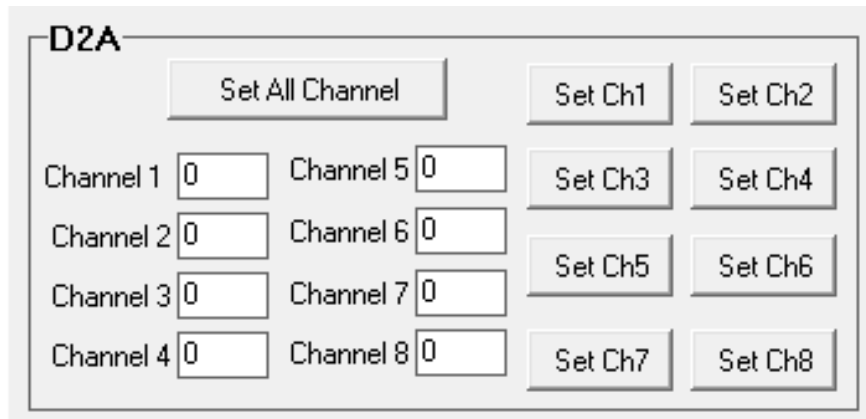 D2A
Set All Channel
Set Ch1
Set Ch2
Channel 1 0
Channel 5 0
Set Ch3
Set Ch4
Channel 2 0
Channel 6 0
Set Ch5
Set Ch6
Channel 3 0
Channel 7 0
Channel 4 0
Channel 8 0
Set Ch7
Set Ch8